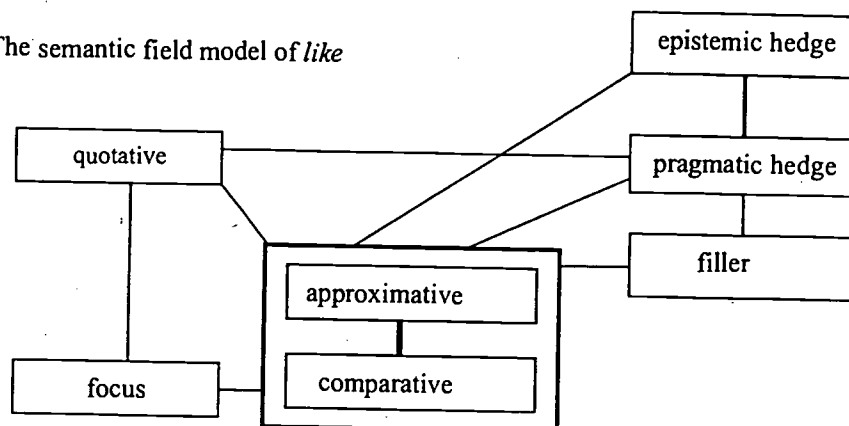 The semantic field model of like
epistemic hedge
quotative
pragmatic hedge
filler
approximative
focus
comparative